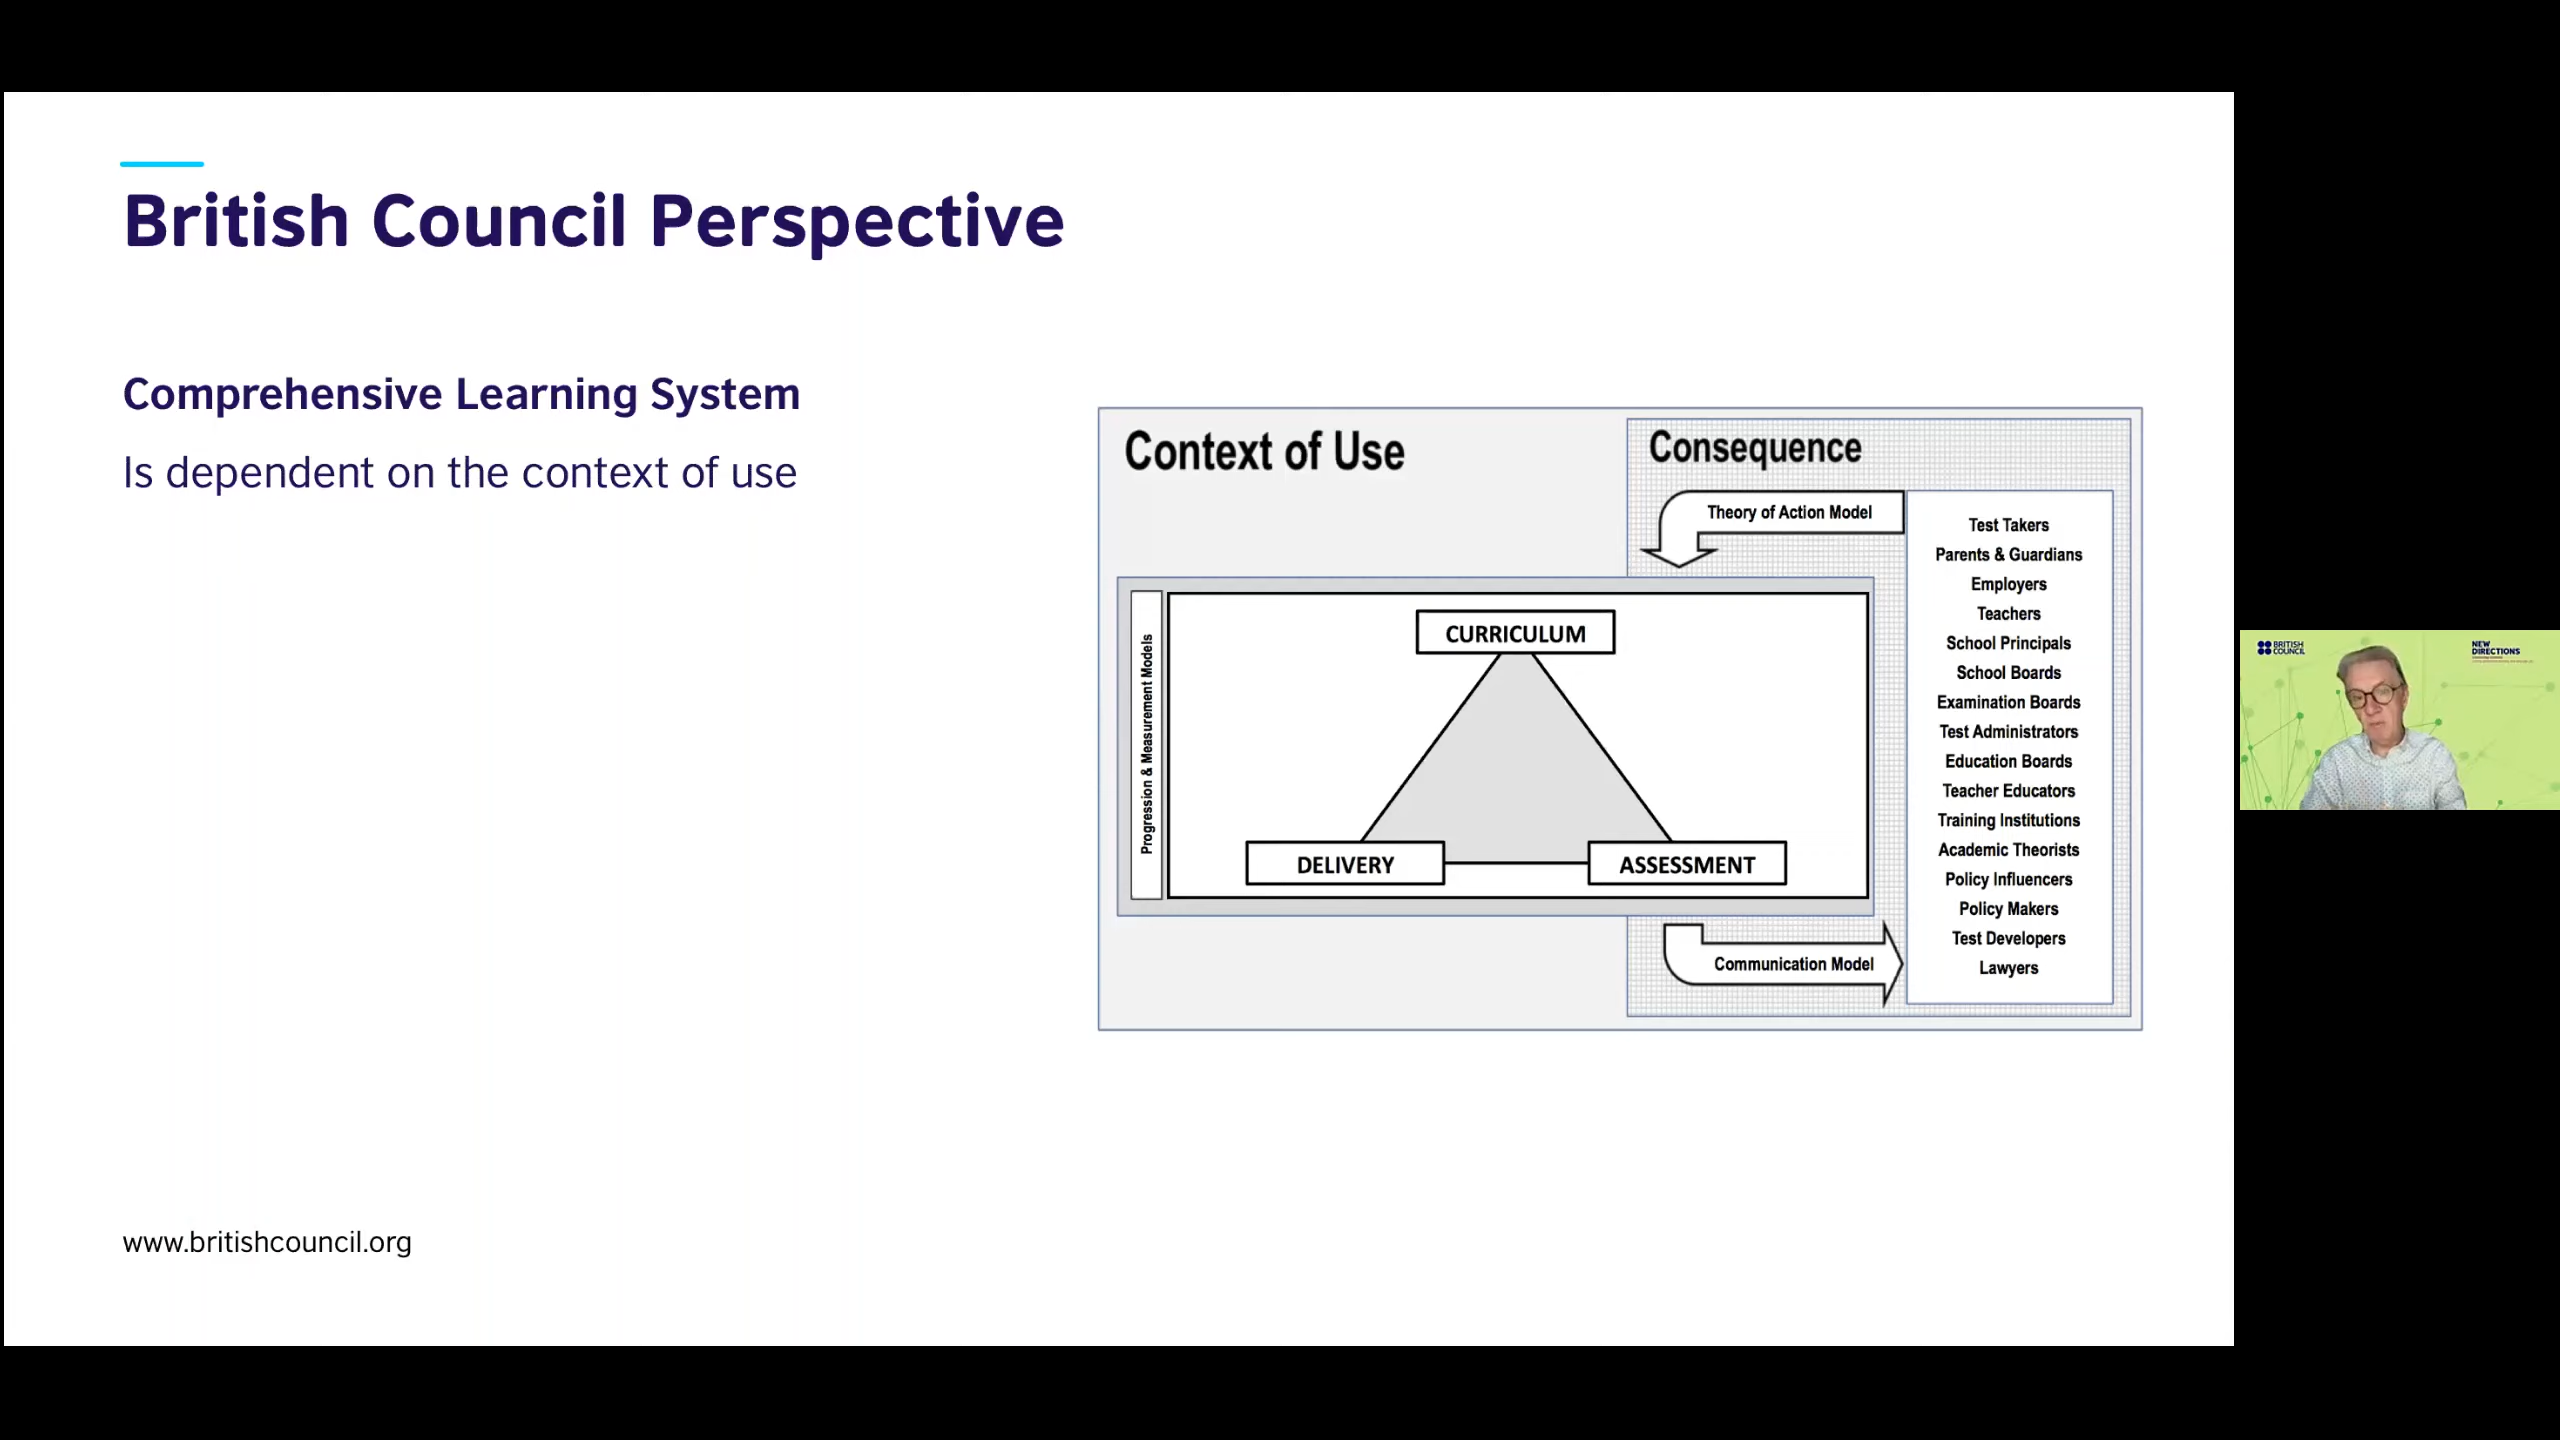 British Council Perspective
Comprehensive Learning System
Is dependent on the context of use
Context of Use
Consequence
Theory of Action Model
Test Takers
Parents & Guardians
Employers
Teachers
School Principals
School Boards
Examination Boards
Test Administrators
Education Boards
Teacher Educators
Training Institutions
Academic Theorists
Policy Influencers
Policy Makers
Test Developers
Lawyers
Progression & Measurement Models
CURRICULUM
DELIVERY
ASSESSMENT
Communication Model
www.britishcouncil.org
BRITISH
COUNCIL
NEW
DIRECTIONS